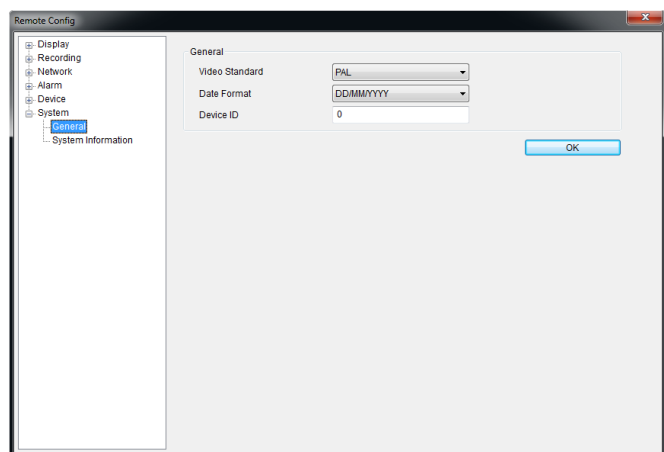 Remote Config
Display
Recording
Network
Alarm
Device
System
General
System Information
General
Video Standard PAL
Date Format DD/MM/YYYY
Device ID 0
OK